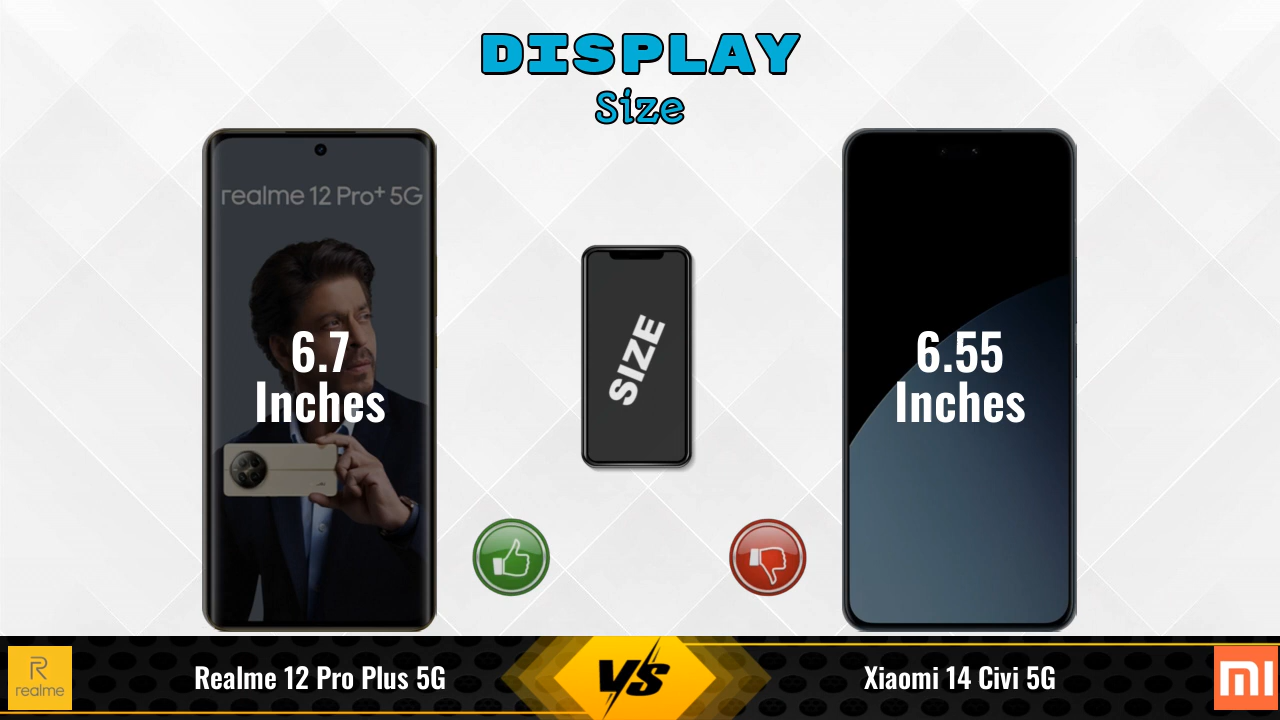 DISPLAY
Size
realme 12 Pro+ 5G
6.7
Inches
SIZE
6.55
Inches
realme
Realme 12 Pro Plus 5G
VS
Xiaomi 14 Civi 5G
mi